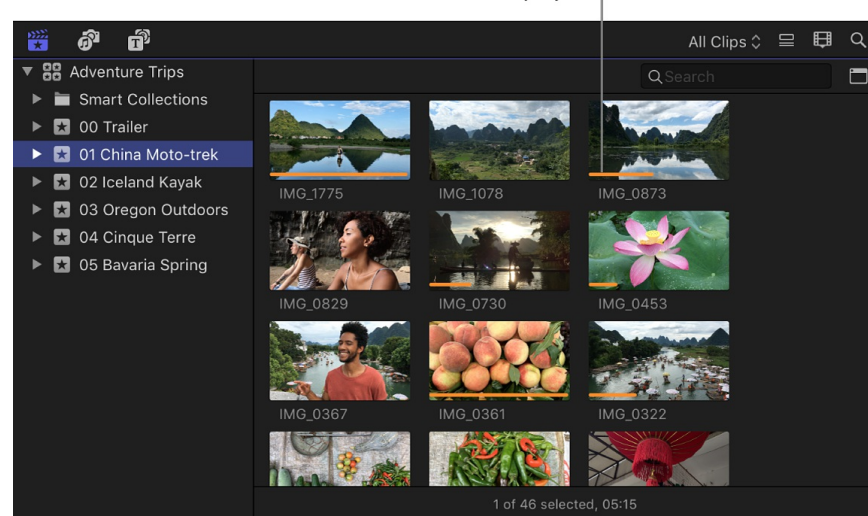 All Clips
Adventure Trips
Search
Smart Collections
00 Trailer
01 China Moto-trek
02 Iceland Kayak
03 Oregon Outdoors
04 Cinque Terre
05 Bavaria Spring
IMG_1775
IMG_1078
IMG_0873
IMG_0829
IMG_0730
IMG_0453
IMG_0367
IMG_0361
IMG_0322
1 of 46 selected, 05:15